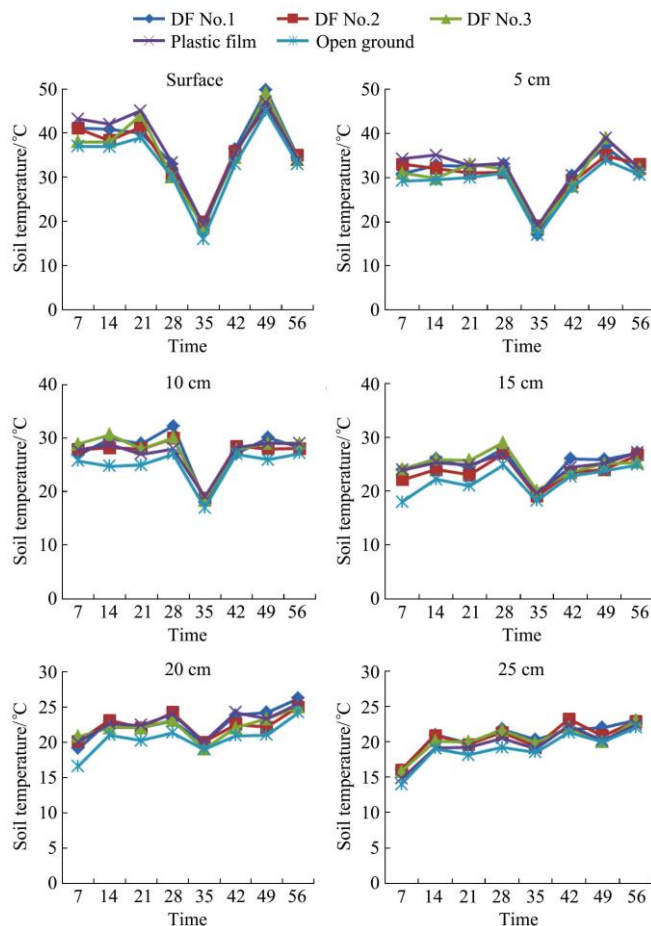 DF No.1 DF No.2 DF No.3
Plastic film Open ground
Surface
Soil temperature/°C
50
40
30
20
10
0
7 14 21 28 35 42 49 56
Time
5 cm
Soil temperature/°C
50
40
30
20
10
0
7 14 21 28 35 42 49 56
Time
10 cm
Soil temperature/°C
40
30
20
10
0
7 14 21 28 35 42 49 56
Time
15 cm
Soil temperature/°C
40
30
20
10
0
7 14 21 28 35 42 49 56
Time
20 cm
Soil temperature/°C
30
25
20
15
10
5
0
7 14 21 28 35 42 49 56
Time
25 cm
Soil temperature/°C
30
25
20
15
10
5
0
7 14 21 28 35 42 49 56
Time